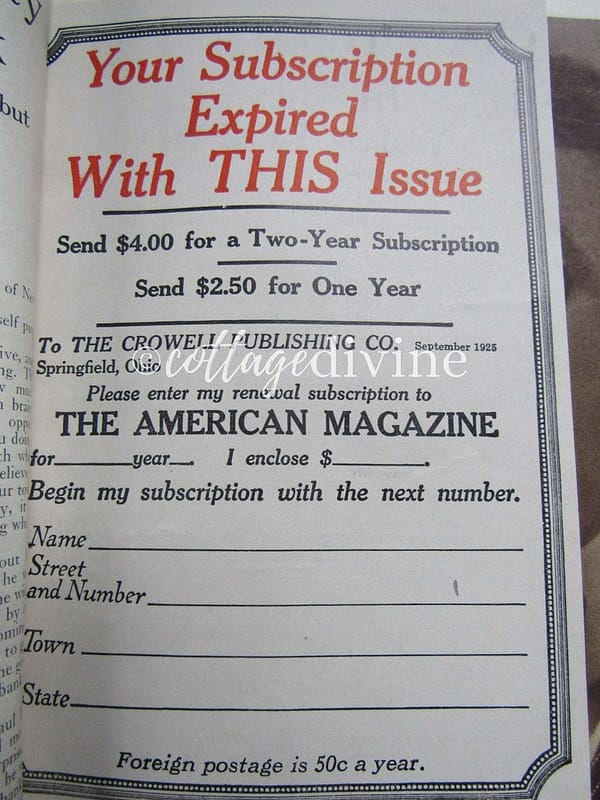 Your Subscription
Expired
With THIS Issue
Send $4.00 for a Two-Year Subscription
Send $2.50 for One Year
To THE CROWELL PUBLISHING CO. September 1925
Springfield, Ohio
©cottagedivine
Please enter my renewal subscription to
THE AMERICAN MAGAZINE
for year . I enclose $ .
Begin my subscription with the next number.
Name
Street
and Number
Town
State
Foreign postage is 50c a year.
but
of